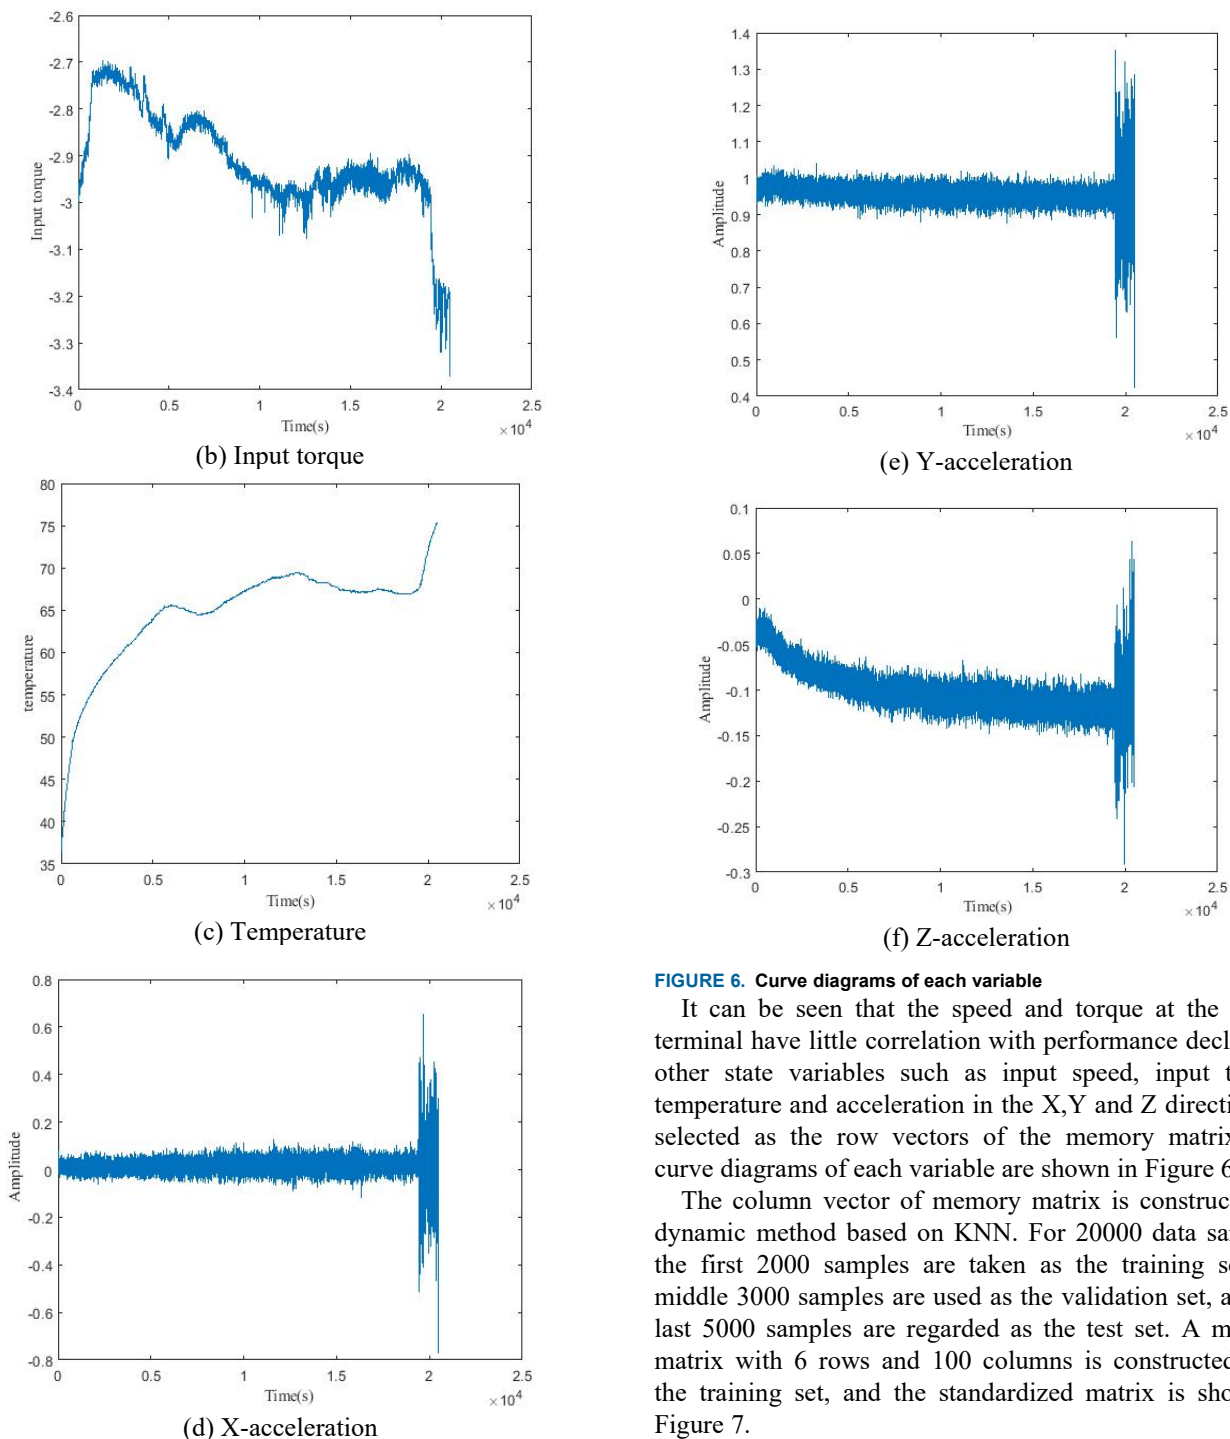 -2.6
-2.7
-2.8
-2.9
-3
-3.1
-3.2
-3.3
-3.4
Input torque
0
0.5
1
1.5
2
2.5
Time(s)
×10⁴
(b) Input torque
80
75
70
65
60
55
50
45
40
35
temperature
0
0.5
1
1.5
2
2.5
Time(s)
×10⁴
(c) Temperature
0.8
0.6
0.4
0.2
0
-0.2
-0.4
-0.6
-0.8
Amplitude
0
0.5
1
1.5
2
2.5
Time(s)
×10⁴
(d) X-acceleration
1.4
1.3
1.2
1.1
1
0.9
0.8
0.7
0.6
0.5
0.4
Amplitude
0
0.5
1
1.5
2
2.5
Time(s)
×10⁴
(e) Y-acceleration
0.1
0.05
0
-0.05
-0.1
-0.15
-0.2
-0.25
-0.3
Amplitude
0
0.5
1
1.5
2
2.5
Time(s)
×10⁴
(f) Z-acceleration
FIGURE 6. Curve diagrams of each variable
It can be seen that the speed and torque at the
terminal have little correlation with performance decl
other state variables such as input speed, input t
temperature and acceleration in the X,Y and Z directi
selected as the row vectors of the memory matrix
curve diagrams of each variable are shown in Figure 6
The column vector of memory matrix is construc
dynamic method based on KNN. For 20000 data sa
the first 2000 samples are taken as the training s
middle 3000 samples are used as the validation set, a
last 5000 samples are regarded as the test set. A m
matrix with 6 rows and 100 columns is constructed
the training set, and the standardized matrix is sho
Figure 7.